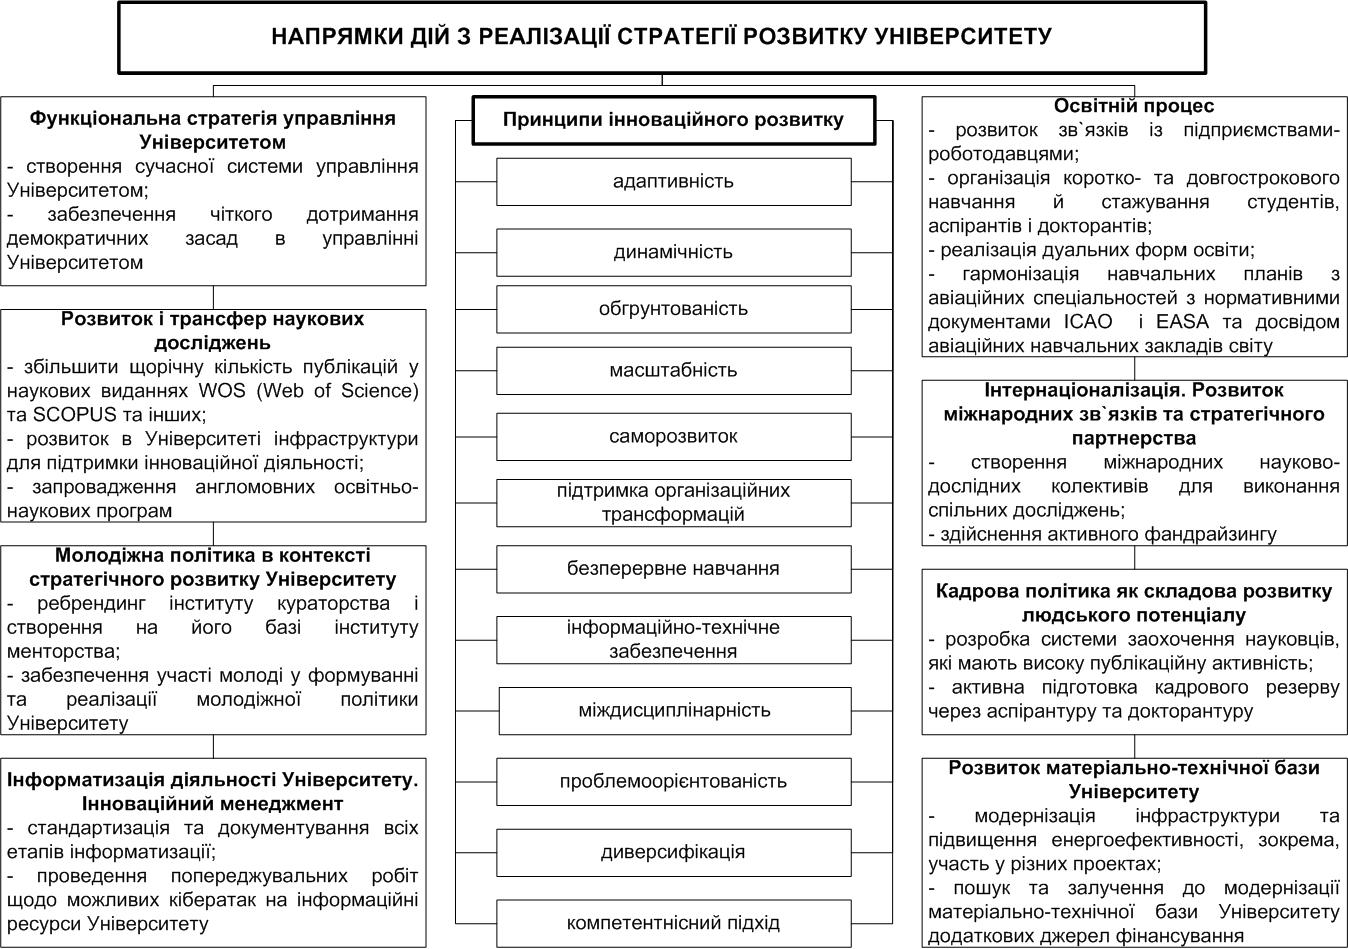 НАПРЯМКИ ДІЙ З РЕАЛІЗАЦІЇ СТРАТЕГІЇ РОЗВИТКУ УНІВЕРСИТЕТУ
Функціональна стратегія управління
Університетом
- створення сучасної системи управління
Університетом;
- забезпечення чіткого дотримання
демократичних засад в управлінні
Університетом
Розвиток і трансфер наукових
досліджень
- збільшити щорічну кількість публікацій у
наукових виданнях WOS (Web of Science)
та SCOPUS та інших;
- розвиток в Університеті інфраструктури
для підтримки інноваційної діяльності;
- запровадження англомовних освітньо-
наукових програм
Молодіжна політика в контексті
стратегічного розвитку Університету
- ребрендинг інституту кураторства і
створення на його базі інституту
менторства;
- забезпечення участі молоді у формуванні
та реалізації молодіжної політики
Університету
Інформатизація діяльності Університету.
Інноваційний менеджмент
- стандартизація та документування всіх
етапів інформатизації;
- проведення попереджувальних робіт
щодо можливих кібератак на інформаційні
ресурси Університету
Принципи інноваційного розвитку
адаптивність
динамічність
обгрунтованість
масштабність
саморозвиток
підтримка організаційних
трансформацій
безперервне навчання
інформаційно-технічне
забезпечення
міждисциплінарність
проблемоорієнтованість
диверсифікація
компетентнісний підхід
Освітній процес
- розвиток зв`язків із підприємствами-
роботодавцями;
- організація коротко- та довгострокового
навчання й стажування студентів,
аспірантів і докторантів;
- реалізація дуальних форм освіти;
- гармонізація навчальних планів з
авіаційних спеціальностей з нормативними
документами ІСАО і EASA та досвідом
авіаційних навчальних закладів світу
Інтернаціоналізація. Розвиток
міжнародних зв`язків та стратегічного
партнерства
- створення міжнародних науково-
дослідних колективів для виконання
спільних досліджень;
- здійснення активного фандрайзингу
Кадрова політика як складова розвитку
людського потенціалу
- розробка системи заохочення науковців,
які мають високу публікаційну активність;
- активна підготовка кадрового резерву
через аспірантуру та докторантуру
Розвиток матеріально-технічної бази
Університету
- модернізація інфраструктури та
підвищення енергоефективності, зокрема,
участь у різних проектах;
- пошук та залучення до модернізації
матеріально-технічної бази Університету
додаткових джерел фінансування